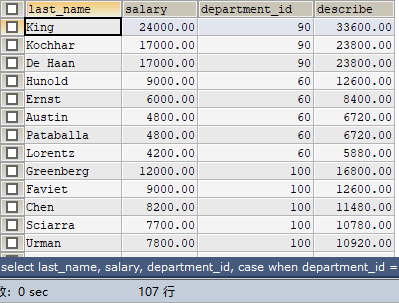 last_name salary department_id describe
King 24000.00 90 33600.00
Kochhar 17000.00 90 23800.00
De Haan 17000.00 90 23800.00
Hunold 9000.00 60 12600.00
Ernst 6000.00 60 8400.00
Austin 4800.00 60 6720.00
Pataballa 4800.00 60 6720.00
Lorentz 4200.00 60 5880.00
Greenberg 12000.00 100 16800.00
Faviet 9000.00 100 12600.00
Chen 8200.00 100 11480.00
Sciarra 7700.00 100 10780.00
Urman 7800.00 100 10920.00
select last_name, salary, department_id, case when department_id =
: 0 sec 107 行